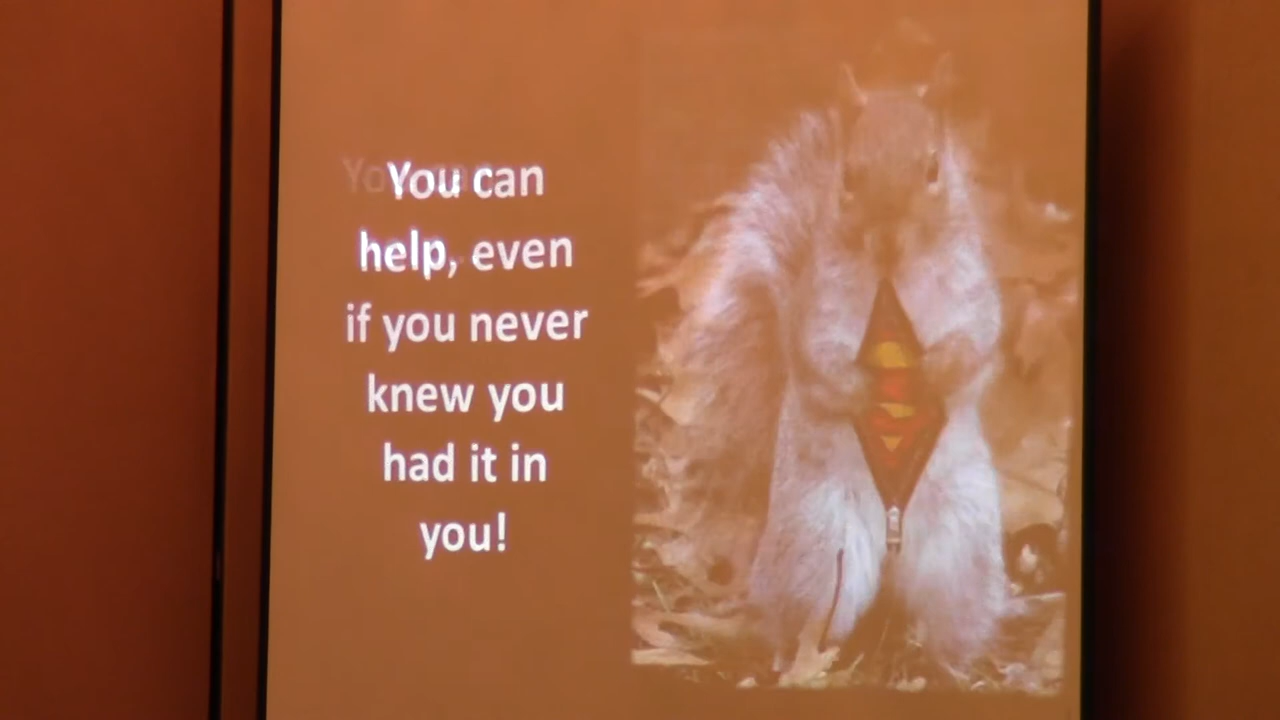 You can
help, even
if you never
knew you
had it in
you!